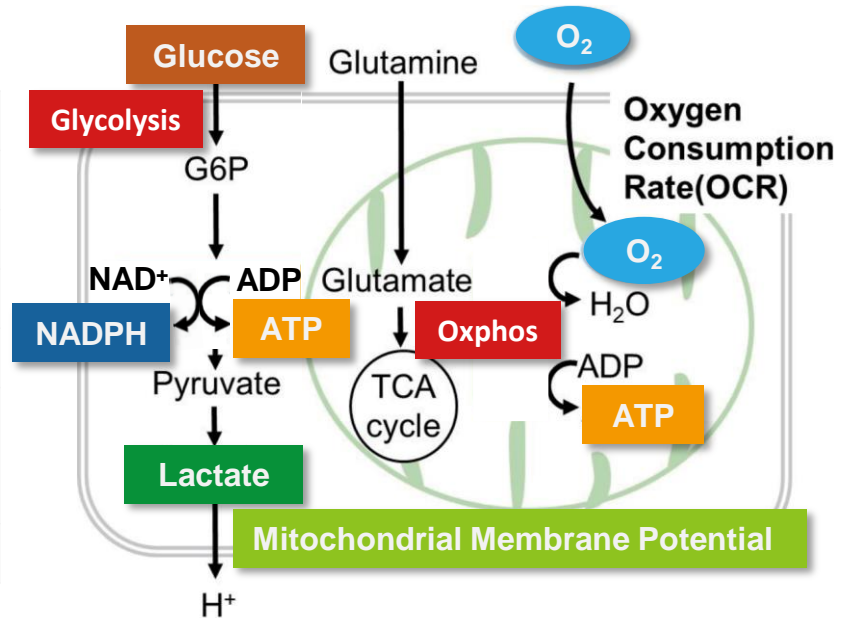 Glucose
Glutamine
O₂
Glycolysis
Oxygen
Consumption
Rate(OCR)
G6P
O₂
NAD⁺
ADP
Glutamate
H₂O
NADPH
ATP
Oxphos
Pyruvate
TCA
cycle
ADP
ATP
Lactate
Mitochondrial Membrane Potential
H⁺